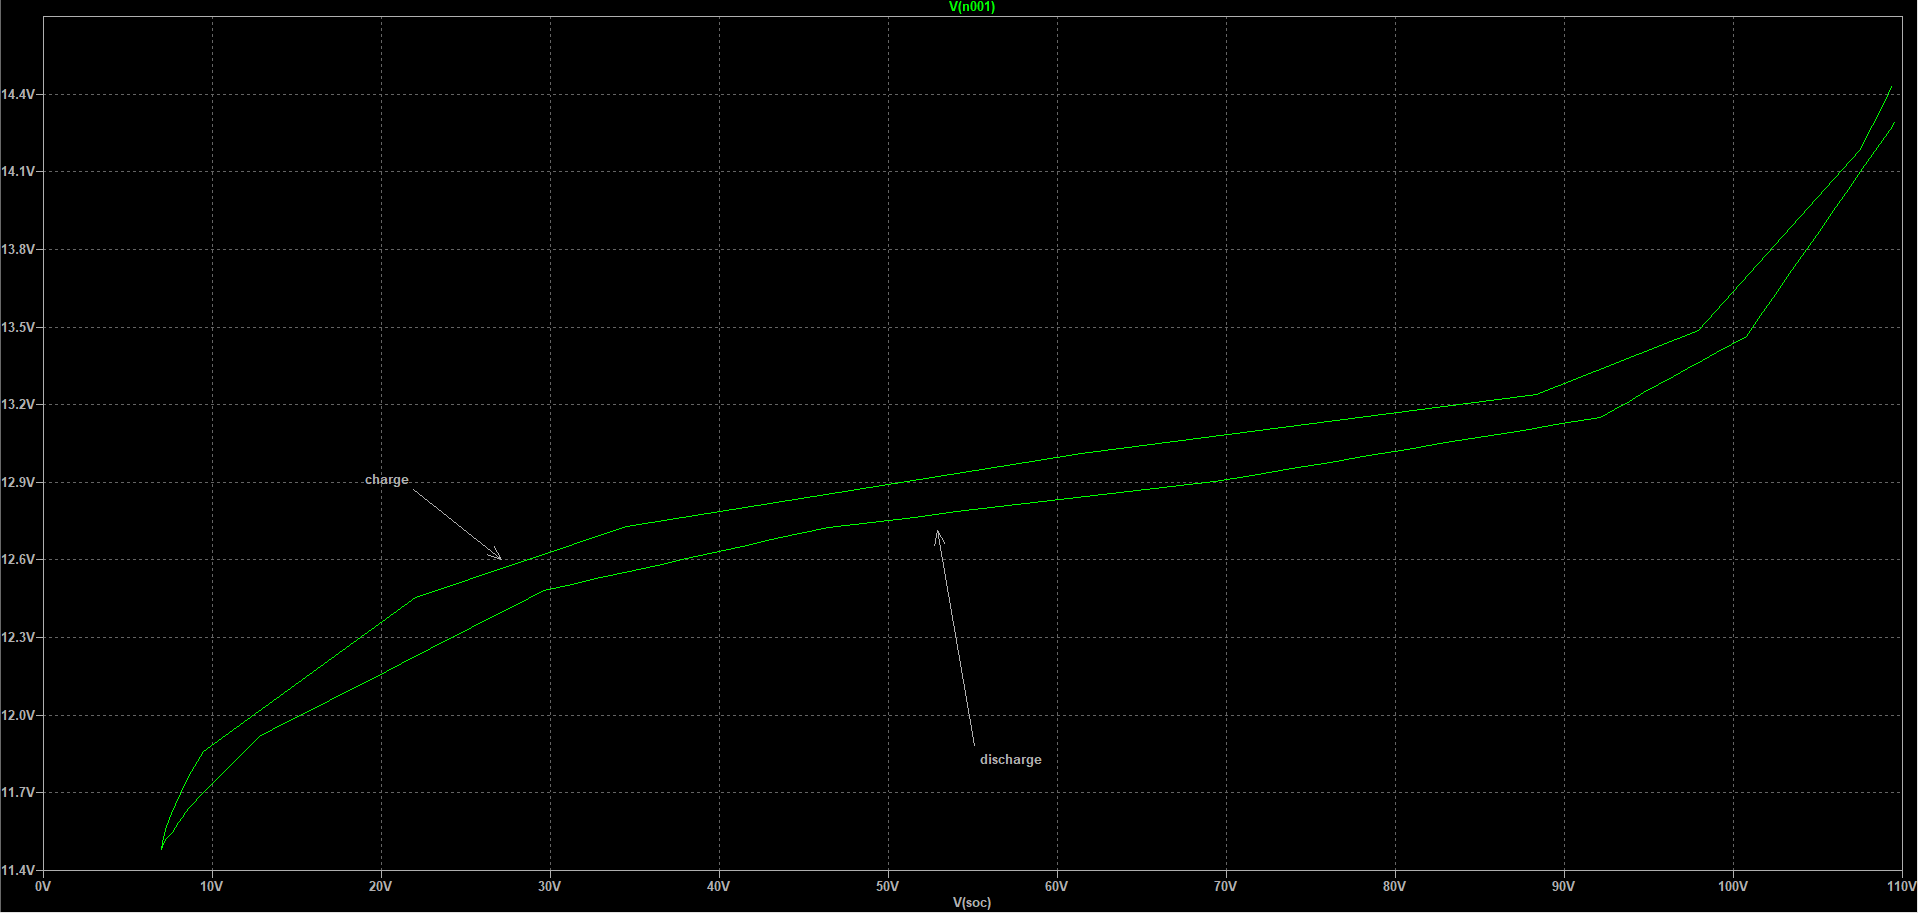 V(n001)
14.4V
14.1V
13.8V
13.5V
13.2V
12.9V
charge
12.6V
12.3V
12.0V
discharge
11.7V
11.4V
0V 10V 20V 30V 40V 50V 60V 70V 80V 90V 100V 110V
V(soc)